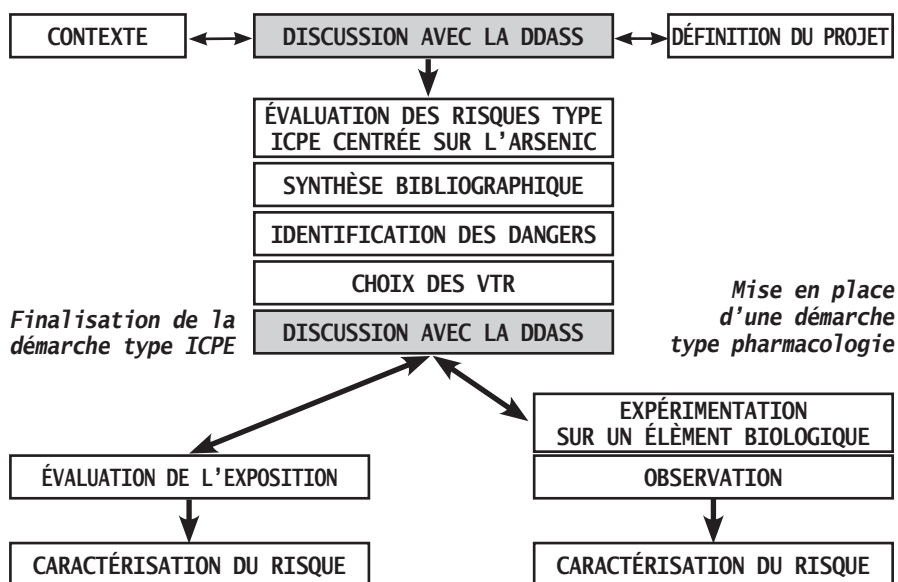 CONTEXTE
DISCUSSION AVEC LA DDASS
DÉFINITION DU PROJET
ÉVALUATION DES RISQUES TYPE
ICPE CENTRÉE SUR L'ARSENIC
SYNTHÈSE BIBLIOGRAPHIQUE
IDENTIFICATION DES DANGERS
CHOIX DES VTR
DISCUSSION AVEC LA DDASS
Finalisation de la
démarche type ICPE
Mise en place
d'une démarche
type pharmacologie
ÉVALUATION DE L'EXPOSITION
CARACTÉRISATION DU RISQUE
EXPÉRIMENTATION
SUR UN ÉLÈMENT BIOLOGIQUE
OBSERVATION
CARACTÉRISATION DU RISQUE